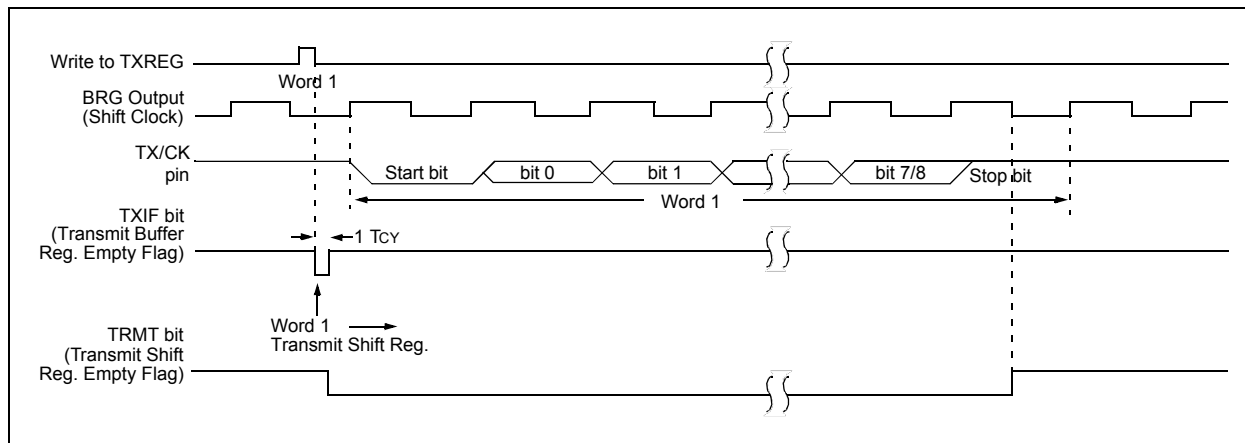 Write to TXREG
Word 1
BRG Output
(Shift Clock)
TX/CK
pin
Start bit
bit 0
bit 1
bit 7/8
Stop bit
Word 1
TXIF bit
(Transmit Buffer
Reg. Empty Flag)
1 TCY
Word 1
Transmit Shift Reg.
TRMT bit
(Transmit Shift
Reg. Empty Flag)